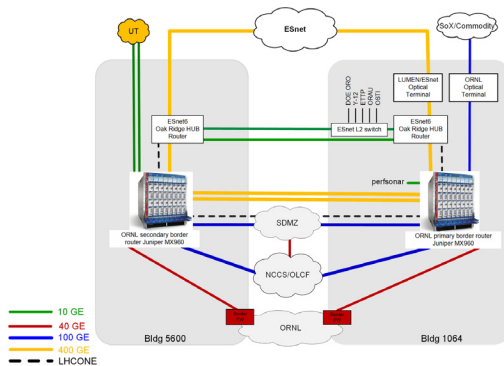 UT
ESnet
SoX/Commodity
LUMEN/ESnet
Optical
Terminal
ORNL
Optical
Terminal
DOE ORO
Y-12
ETTP
ORAU
OSTI
ESnet6
Oak Ridge HUB
Router
ESnet L2 switch
ESnet6
Oak Ridge HUB
Router
perfsonar
SDMZ
ORNL secondary border
router Juniper MX960
ORNL primary border router
Juniper MX960
NCCS/OLCF
ORNL
10 GE
40 GE
100 GE
400 GE
LHCONE
Bldg 5600
Bldg 1064